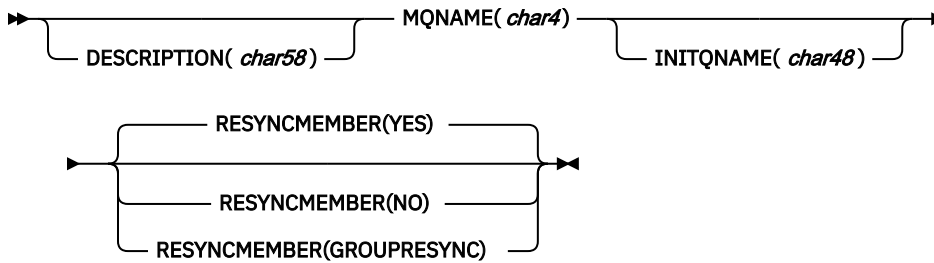 MQNAME( char4)
DESCRIPTION( char58)
INITQNAME( char48)
RESYNCMEMBER(YES)
RESYNCMEMBER(NO)
RESYNCMEMBER(GROUPRESYNC)